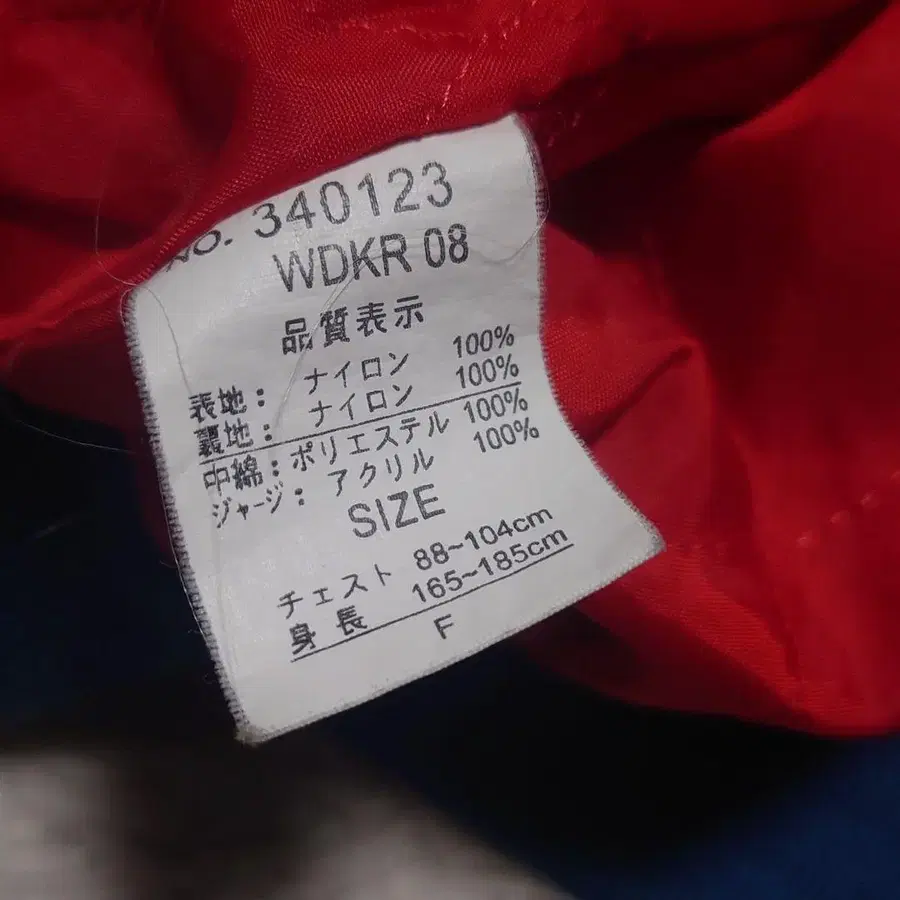 NO. 340123
WDKR 08
品質表示
表地: ナイロン 100%
裏地: ナイロン 100%
中綿: ポリエステル 100%
ジャージ: アクリル 100%
SIZE
チェスト 88~104cm
身長 165~185cm
F